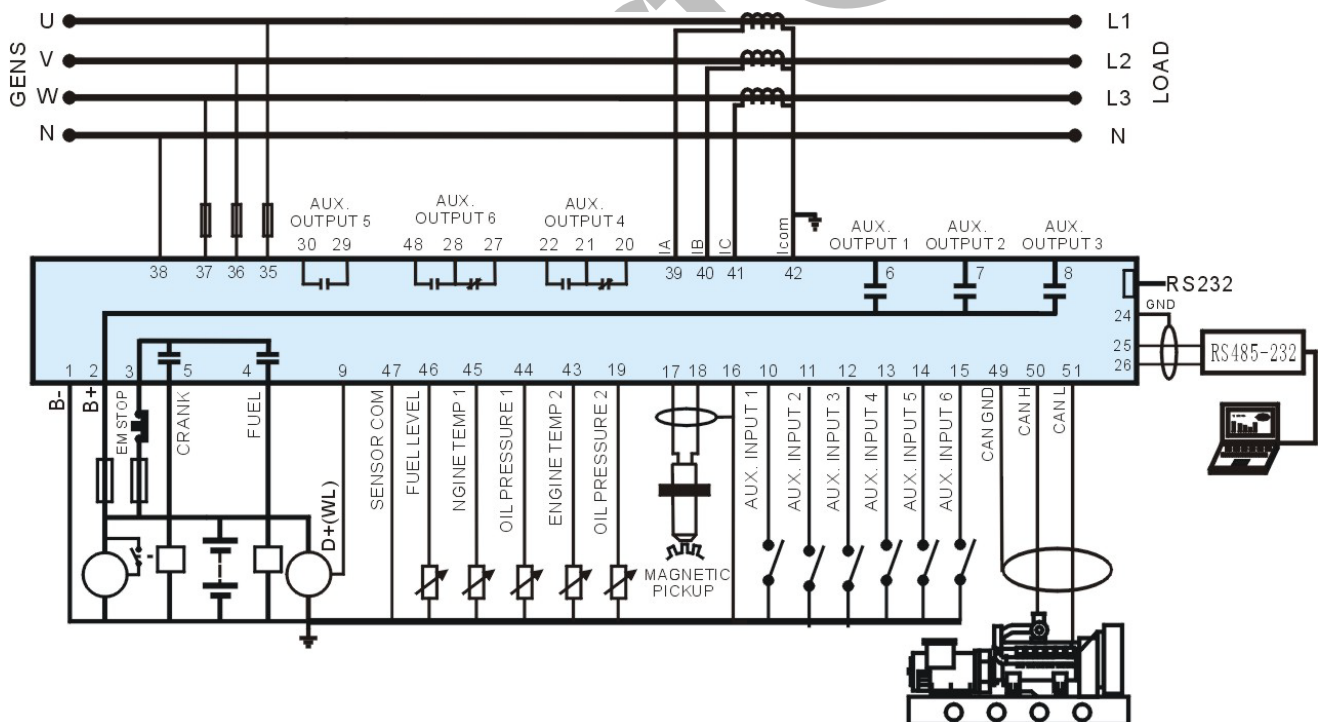 U
L1
GENS
V
L2
LOAD
W
L3
N
N
AUX.
OUTPUT 5
AUX.
OUTPUT 6
AUX.
OUTPUT 4
AUX.
OUTPUT 1
AUX.
OUTPUT 2
AUX.
OUTPUT 3
30 29
48 28 27
22 21 20
IA
IB
IC
Icom
38 37 36 35
39 40 41 42
6 7 8
RS232
GND
24
25
26
RS485-232
1 2 3 5 4 9 47 46 45 44 43 19 17 18 16 10 11 12 13 14 15 49 50 51
B-
B+
EM STOP
CRANK
FUEL
D+(WL)
SENSOR COM
FUEL LEVEL
NGINE TEMP 1
OIL PRESSURE 1
ENGINE TEMP 2
OIL PRESSURE 2
MAGNETIC
PICKUP
AUX. INPUT 1
AUX. INPUT 2
AUX. INPUT 3
AUX. INPUT 4
AUX. INPUT 5
AUX. INPUT 6
CAN GND
CAN H
CAN L